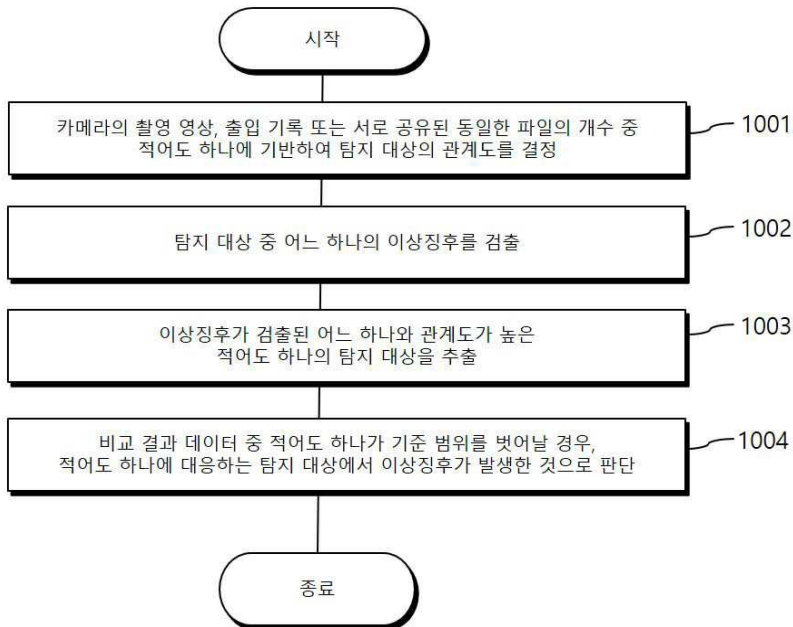 시작
카메라의 촬영 영상, 출입 기록 또는 서로 공유된 동일한 파일의 개수 중
적어도 하나에 기반하여 탐지 대상의 관계도를 결정
1001
탐지 대상 중 어느 하나의 이상징후를 검출
1002
이상징후가 검출된 어느 하나와 관계도가 높은
적어도 하나의 탐지 대상을 추출
1003
비교 결과 데이터 중 적어도 하나가 기준 범위를 벗어날 경우,
적어도 하나에 대응하는 탐지 대상에서 이상징후가 발생한 것으로 판단
1004
종료